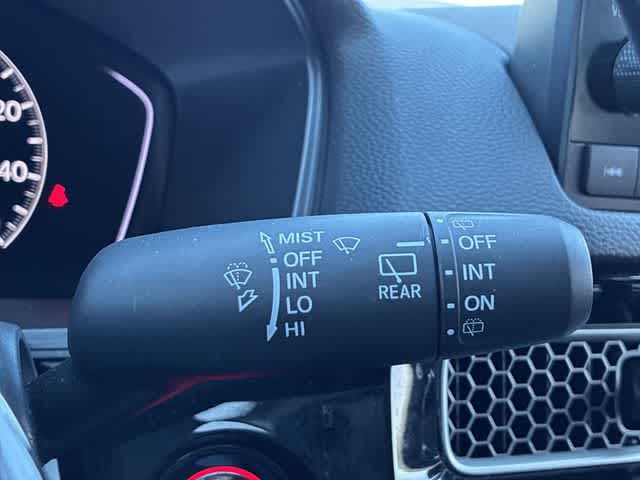 20
40
MIST
OFF
INT
LO
HI
REAR
OFF
INT
ON